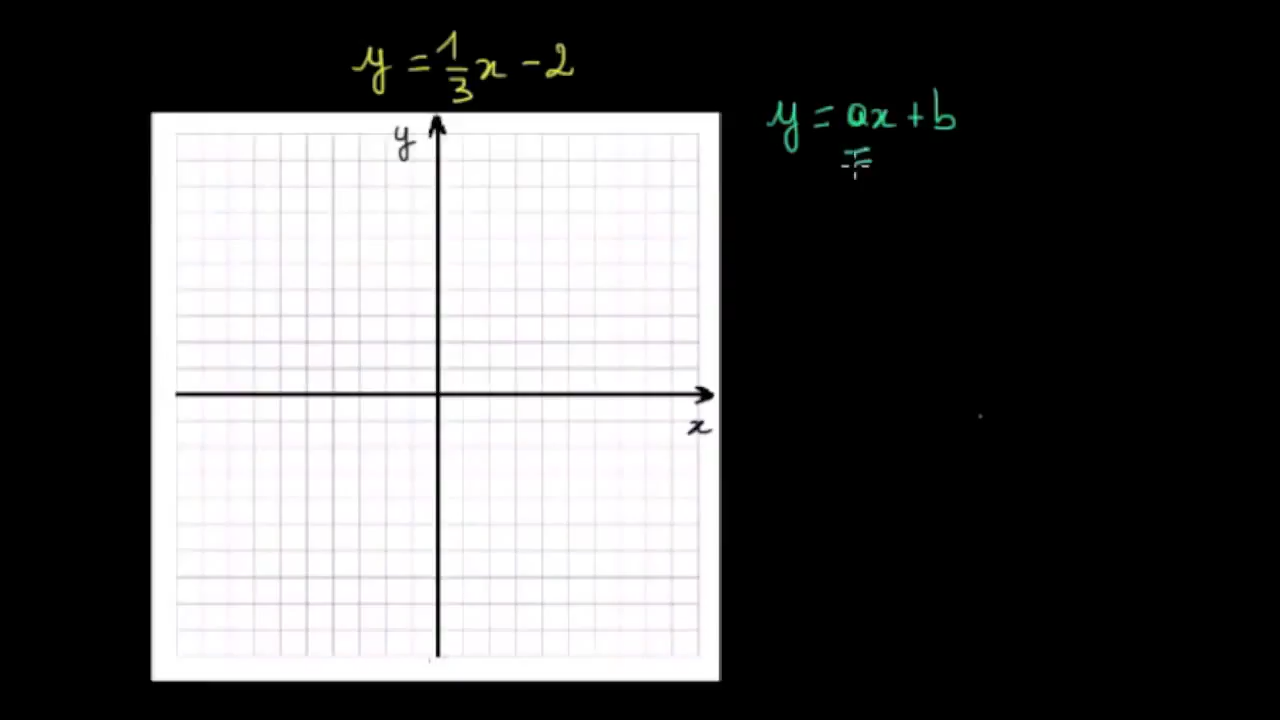 y = 1/3 x - 2
y = ax + b
y
x